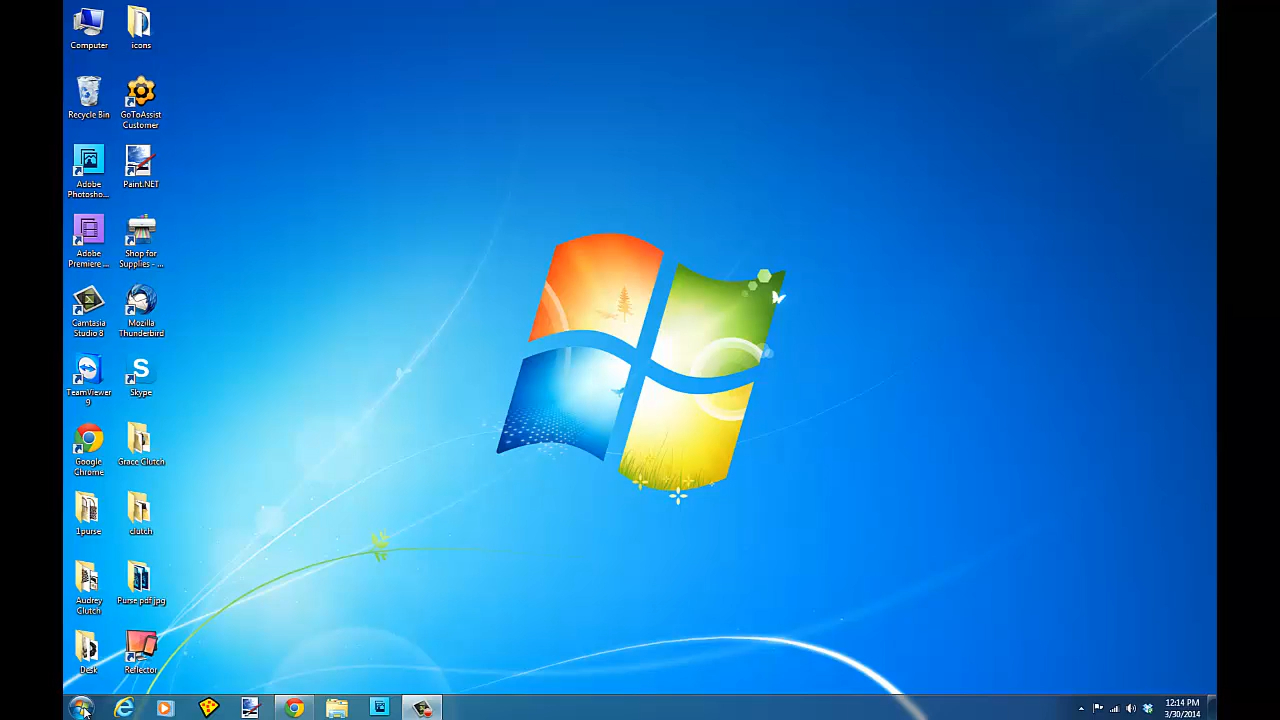 Computer
icons
Recycle Bin
GoToAssist
Customer
Adobe
Photosho...
Paint.NET
Adobe
Premiere ...
Shop for
Supplies - ...
Camtasia
Studio 8
Mozilla
Thunderbird
TeamViewer
9
Skype
Google
Chrome
Grace Clutch
1purse
clutch
Audrey
Clutch
Purse pdf jpg
Desk
Reflector
12:14 PM
3/30/2014